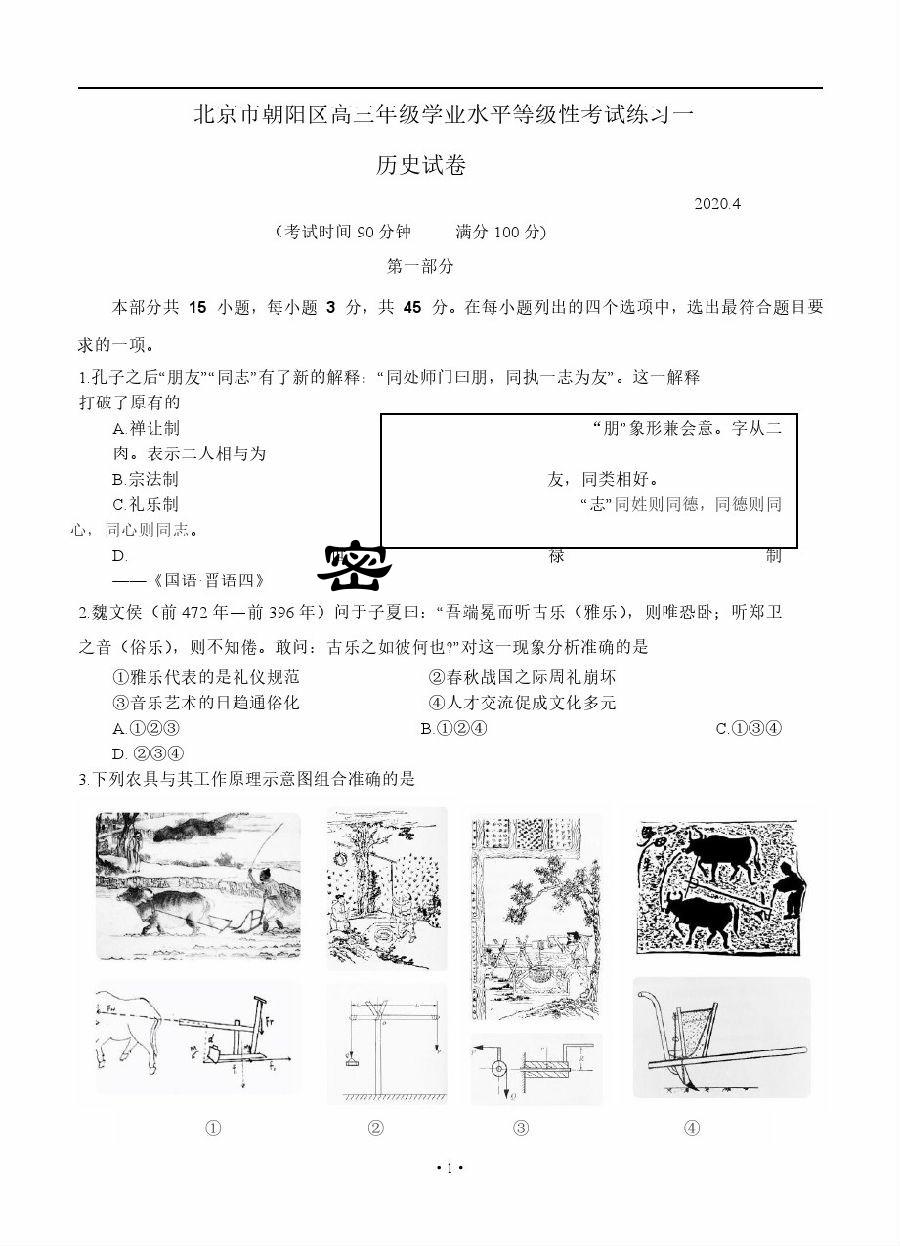 北京市朝阳区高三年级学业水平等级性考试练习一
历史试卷
2020.4
（考试时间 90 分钟 满分 100 分)
第一部分
本部分共 15 小题，每小题 3 分，共 45 分。在每小题列出的四个选项中，选出最符合题目要
求的一项。
1.孔子之后“朋友”“同志”有了新的解释：“同处师门曰朋，同执一志为友”。这一解释
打破了原有的
A.禅让制 “朋”象形兼会意。字从二
肉。表示二人相与为
B.宗法制 友，同类相好。
C.礼乐制 “志”同姓则同德，同德则同
心，同心则同志。
D. 禄 制
密
——《国语·晋语四》
2.魏文侯（前 472 年—前 396 年）问于子夏曰：“吾端冕而听古乐（雅乐），则唯恐卧；听郑卫
之音（俗乐），则不知倦。敢问：古乐之如彼何也?”对这一现象分析准确的是
①雅乐代表的是礼仪规范 ②春秋战国之际周礼崩坏
③音乐艺术的日趋通俗化 ④人才交流促成文化多元
A.①②③ B.①②④ C.①③④
D. ②③④
3.下列农具与其工作原理示意图组合准确的是
① ② ③ ④
·1·